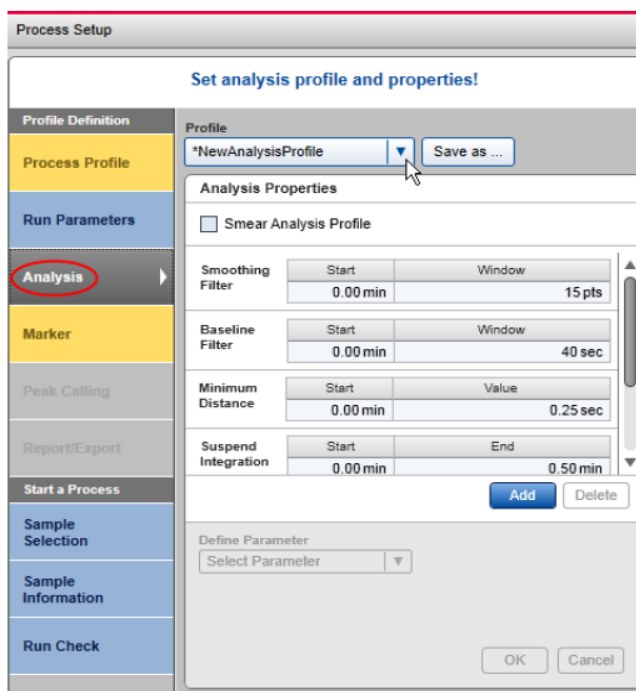 Process Setup
Set analysis profile and properties!
Profile Definition
Process Profile
Run Parameters
Analysis
Marker
Peak Calling
Report/Export
Start a Process
Sample
Selection
Sample
Information
Run Check
Profile
*NewAnalysisProfile
Save as ...
Analysis Properties
Smear Analysis Profile
Smoothing
Filter
Start Window
0.00 min 15 pts
Baseline
Filter
Start Window
0.00 min 40 sec
Minimum
Distance
Start Value
0.00 min 0.25 sec
Suspend
Integration
Start End
0.00 min 0.50 min
Add Delete
Define Parameter
Select Parameter
OK Cancel